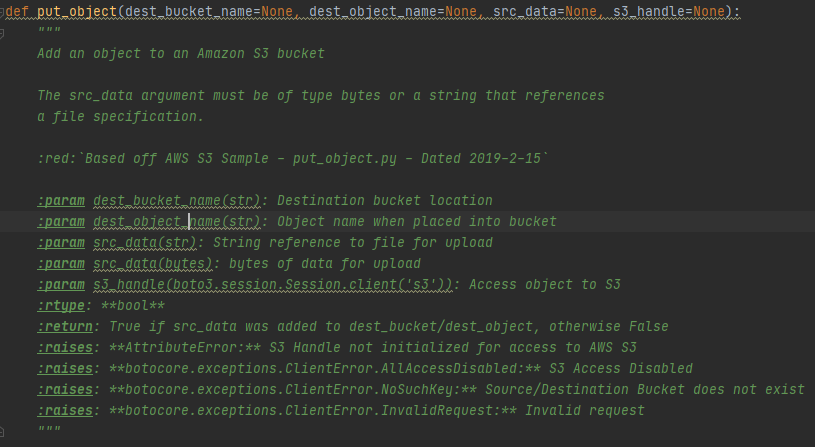 def put_object(dest_bucket_name=None, dest_object_name=None, src_data=None, s3_handle=None):
"""
Add an object to an Amazon S3 bucket
The src_data argument must be of type bytes or a string that references
a file specification.
:red:`Based off AWS S3 Sample - put_object.py - Dated 2019-2-15`
:param dest_bucket_name(str): Destination bucket location
:param dest_object_name(str): Object name when placed into bucket
:param src_data(str): String reference to file for upload
:param src_data(bytes): bytes of data for upload
:param s3_handle(boto3.session.Session.client('s3')): Access object to S3
:rtype: **bool**
:return: True if src_data was added to dest_bucket/dest_object, otherwise False
:raises: **AttributeError:** S3 Handle not initialized for access to AWS S3
:raises: **botocore.exceptions.ClientError.AllAccessDisabled:** S3 Access Disabled
:raises: **botocore.exceptions.ClientError.NoSuchKey:** Source/Destination Bucket does not exist
:raises: **botocore.exceptions.ClientError.InvalidRequest:** Invalid request
"""